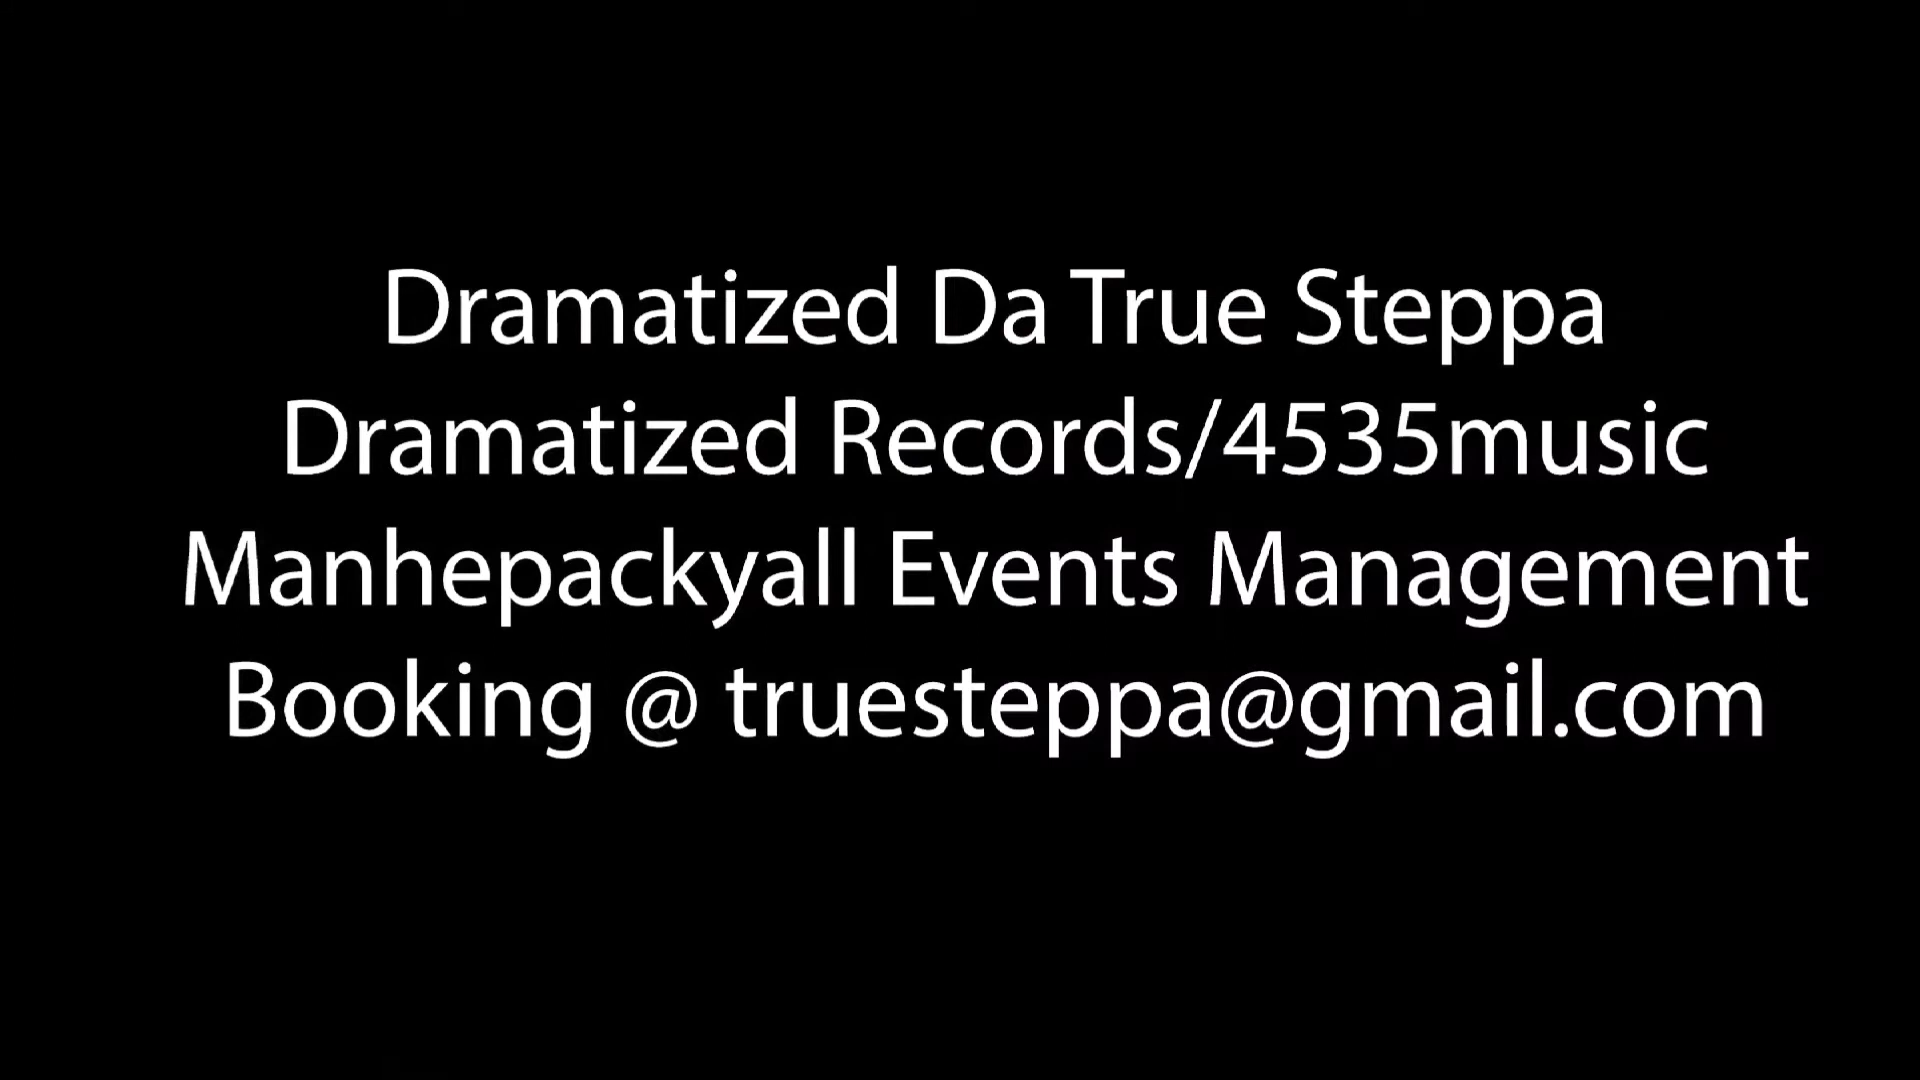 Dramatized Da True Steppa
Dramatized Records/4535music
Manhepackyall Events Management
Booking @ truesteppa@gmail.com